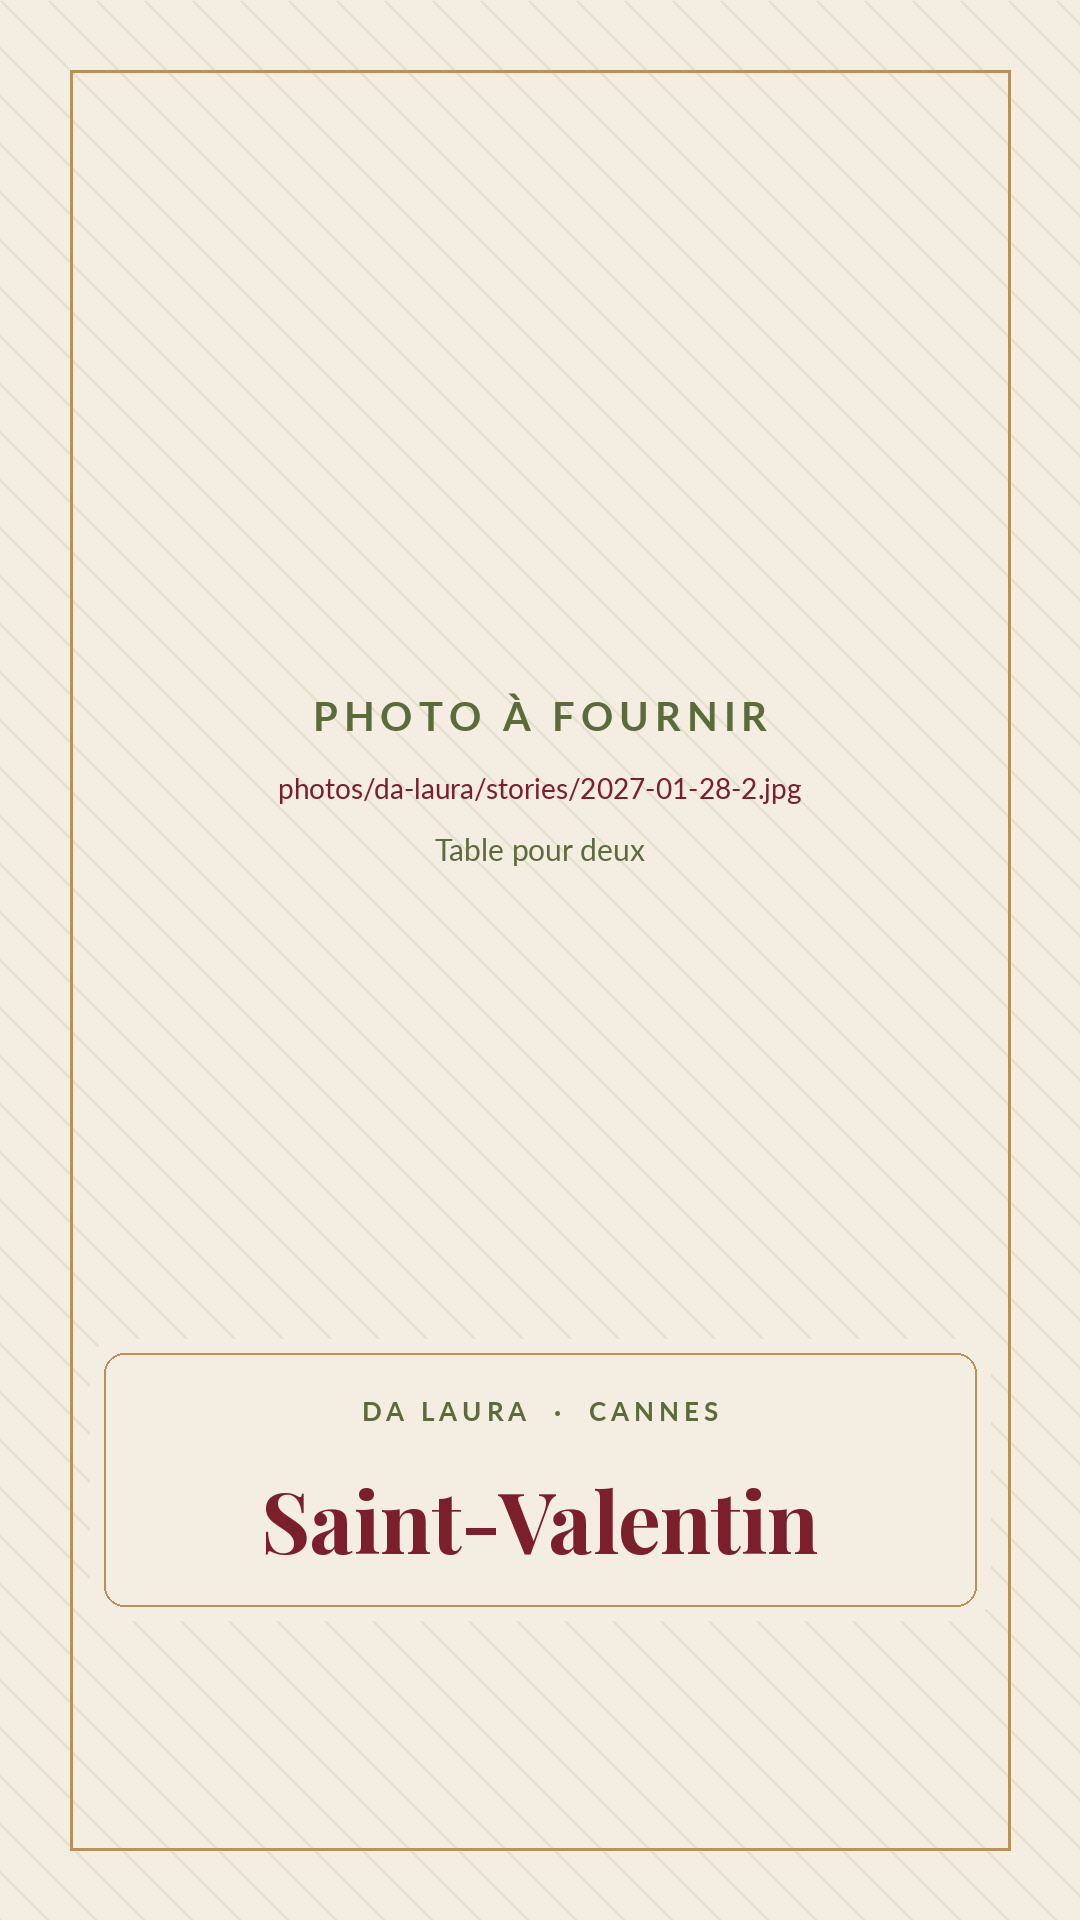 PHOTO À FOURNIR
photos/da-laura/stories/2027-01-28-2.jpg
Table pour deux
DA LAURA · CANNES
Saint-Valentin